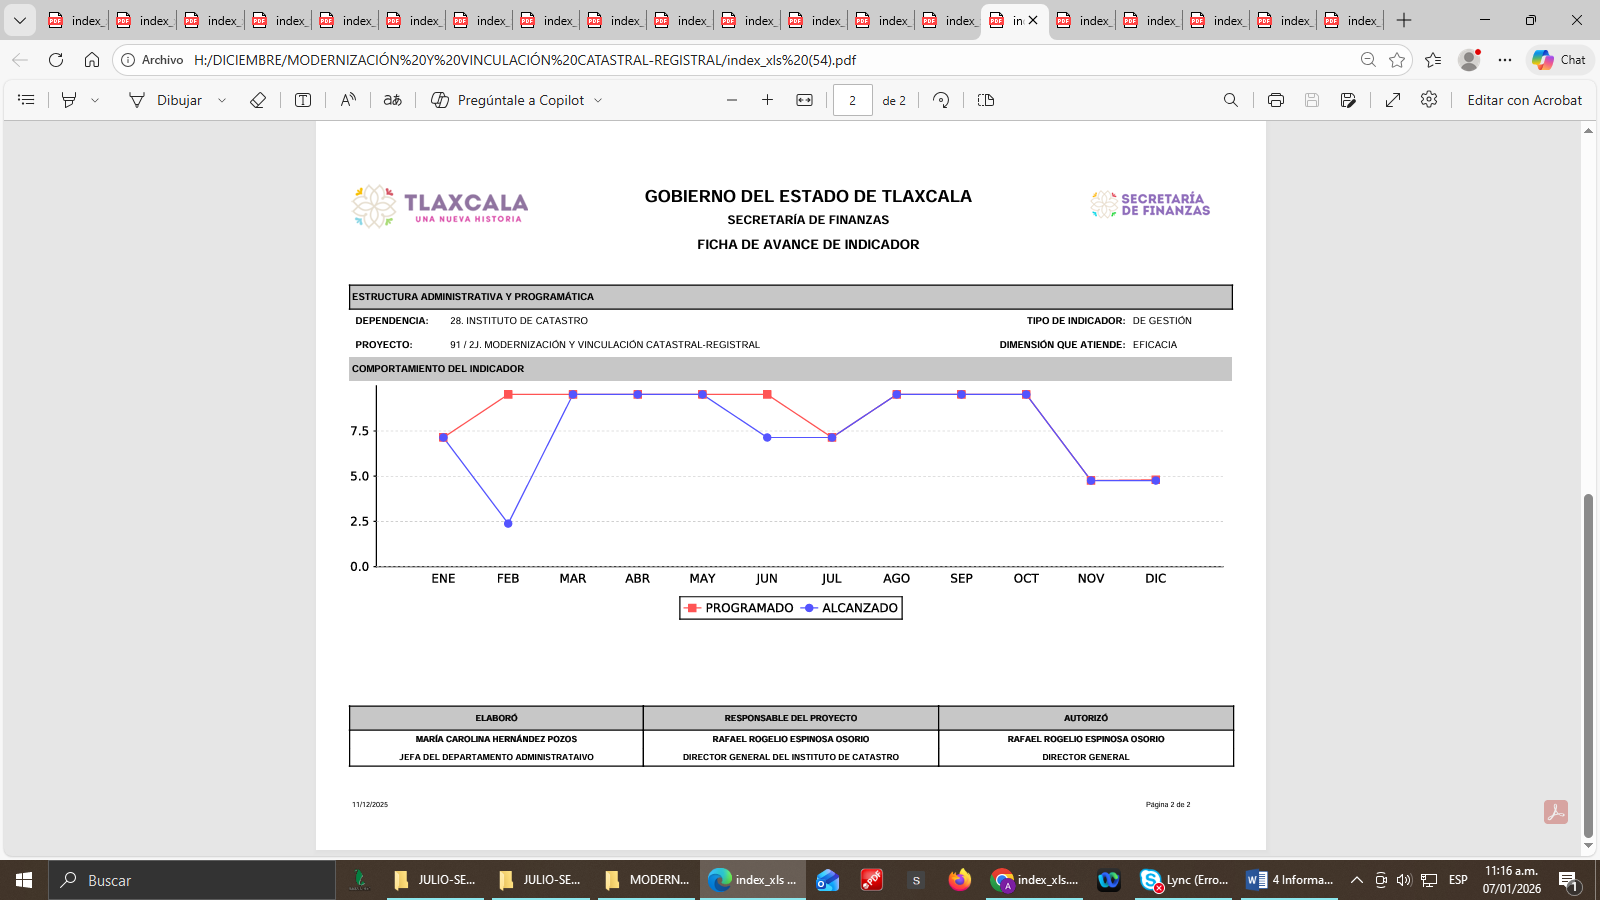 index_ index_ index_ index_ index_ index_ index_ index_ index_ index_ index_ index_ index_ index_ in index_ index_ index_ index_ index_
Archivo H:/DICIEMBRE/MODERNIZACIÓN%20Y%20VINCULACIÓN%20CATASTRAL-REGISTRAL/index_xls%20(54).pdf Chat
Dibujar Pregúntale a Copilot 2 de 2 Editar con Acrobat
TLAXCALA
UNA NUEVA HISTORIA
GOBIERNO DEL ESTADO DE TLAXCALA
SECRETARÍA DE FINANZAS
FICHA DE AVANCE DE INDICADOR
SECRETARÍA
DE FINANZAS
ESTRUCTURA ADMINISTRATIVA Y PROGRAMÁTICA
DEPENDENCIA: 28. INSTITUTO DE CATASTRO TIPO DE INDICADOR: DE GESTIÓN
PROYECTO: 91 / 2J. MODERNIZACIÓN Y VINCULACIÓN CATASTRAL-REGISTRAL DIMENSIÓN QUE ATIENDE: EFICACIA
COMPORTAMIENTO DEL INDICADOR
7.5
5.0
2.5
0.0
ENE FEB MAR ABR MAY JUN JUL AGO SEP OCT NOV DIC
PROGRAMADO ALCANZADO
ELABORÓ RESPONSABLE DEL PROYECTO AUTORIZÓ
MARÍA CAROLINA HERNÁNDEZ POZOS RAFAEL ROGELIO ESPINOSA OSORIO RAFAEL ROGELIO ESPINOSA OSORIO
JEFA DEL DEPARTAMENTO ADMINISTRATAIVO DIRECTOR GENERAL DEL INSTITUTO DE CATASTRO DIRECTOR GENERAL
11/12/2025 Página 2 de 2
Buscar JULIO-SE... JULIO-SE... MODERN... index_xls ... index_xls.... Lync (Erro... 4 Informa... ESP 11:16 a.m.
07/01/2026 1